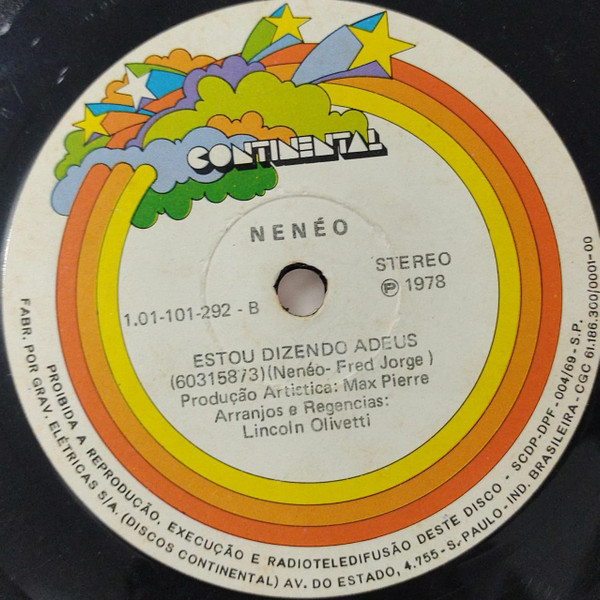 CONTINENTAL
NENÉO
STEREO
Ⓟ 1978
1.01-101-292 - B
ESTOU DIZENDO ADEUS
(60315873)(Nenéo- Fred Jorge)
Produção Artistica: Max Pierre
Arranjos e Regencias:
Lincoln Olivetti
PROIBIDA A REPRODUÇÃO, EXECUÇÃO E RADIOTELEDIFUSÃO DESTE DISCO - SCDP-DPF - 004/69 - S.P.
FABR. POR GRAV. ELÉTRICAS S/A. (DISCOS CONTINENTAL) AV. DO ESTADO, 4.755 - S. PAULO - IND. BRASILEIRA - CGC 61.186.300/0001-00